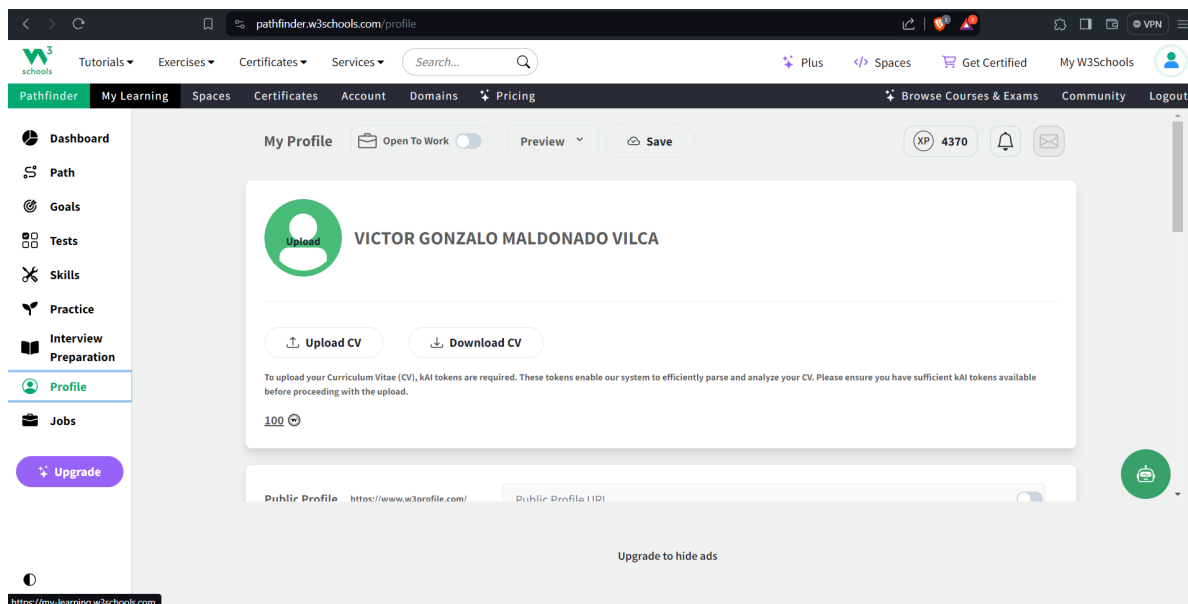 pathfinder.w3schools.com/profile
VPN
3
schools
Tutorials Exercises Certificates Services Search... Plus </> Spaces Get Certified My W3Schools
Pathfinder My Learning Spaces Certificates Account Domains Pricing Browse Courses & Exams Community Logout
Dashboard
Path
Goals
Tests
Skills
Practice
Interview
Preparation
Profile
Jobs
Upgrade
My Profile Open To Work Preview Save XP 4370
Upload
VICTOR GONZALO MALDONADO VILCA
Upload CV Download CV
To upload your Curriculum Vitae (CV), kAI tokens are required. These tokens enable our system to efficiently parse and analyze your CV. Please ensure you have sufficient kAI tokens available
before proceeding with the upload.
100
Public Profile https://www.w3profile.com/ Public Profile URL
Upgrade to hide ads
https://my-learning.w3schools.com